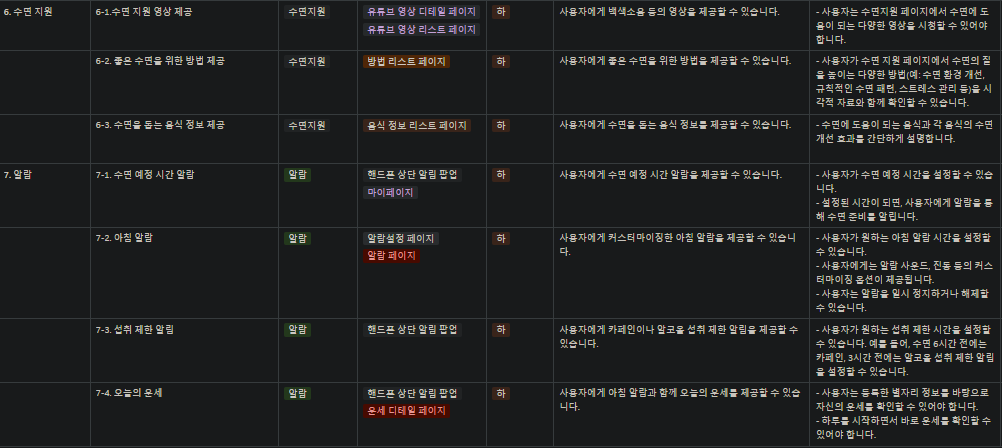 6. 수면 지원
6-1.수면 지원 영상 제공
수면지원
유튜브 영상 디테일 페이지
유튜브 영상 리스트 페이지
하
사용자에게 백색소음 등의 영상을 제공할 수 있습니다.
- 사용자는 수면지원 페이지에서 수면에 도
움이 되는 다양한 영상을 시청할 수 있어야
합니다.
6-2. 좋은 수면을 위한 방법 제공
수면지원
방법 리스트 페이지
하
사용자에게 좋은 수면을 위한 방법을 제공할 수 있습니다.
- 사용자가 수면 지원 페이지에서 수면의 질
을 높이는 다양한 방법(예: 수면 환경 개선,
규칙적인 수면 패턴, 스트레스 관리 등)을 시
각적 자료와 함께 확인할 수 있습니다.
6-3. 수면을 돕는 음식 정보 제공
수면지원
음식 정보 리스트 페이지
하
사용자에게 수면을 돕는 음식 정보를 제공할 수 있습니다.
- 수면에 도움이 되는 음식과 각 음식의 수면
개선 효과를 간단하게 설명합니다.
7. 알람
7-1. 수면 예정 시간 알람
알람
핸드폰 상단 알림 팝업
마이페이지
하
사용자에게 수면 예정 시간 알람을 제공할 수 있습니다.
- 사용자가 수면 예정 시간을 설정할 수 있습니
다.
- 설정된 시간이 되면, 사용자에게 알람을 통
해 수면 준비를 알립니다.
7-2. 아침 알람
알람
알람설정 페이지
알람 페이지
하
사용자에게 커스터마이징한 아침 알람을 제공할 수 있습니
다.
- 사용자가 원하는 아침 알람 시간을 설정할
수 있습니다.
- 사용자에게는 알람 사운드, 진동 등의 커스
터마이징 옵션이 제공됩니다.
- 사용자는 알람을 일시 정지하거나 해제할
수 있습니다.
7-3. 섭취 제한 알림
알람
핸드폰 상단 알림 팝업
하
사용자에게 카페인이나 알코올 섭취 제한 알림을 제공할 수
있습니다.
- 사용자가 원하는 섭취 제한 시간을 설정할
수 있습니다. 예를 들어, 수면 6시간 전에는
카페인, 3시간 전에는 알코올 섭취 제한 알림
을 설정할 수 있습니다.
7-4. 오늘의 운세
알람
핸드폰 상단 알림 팝업
운세 디테일 페이지
하
사용자에게 아침 알람과 함께 오늘의 운세를 제공할 수 있습
니다.
- 사용자는 등록한 별자리 정보를 바탕으로
자신의 운세를 확인할 수 있어야 합니다.
- 하루를 시작하면서 바로 운세를 확인할 수
있어야 합니다.